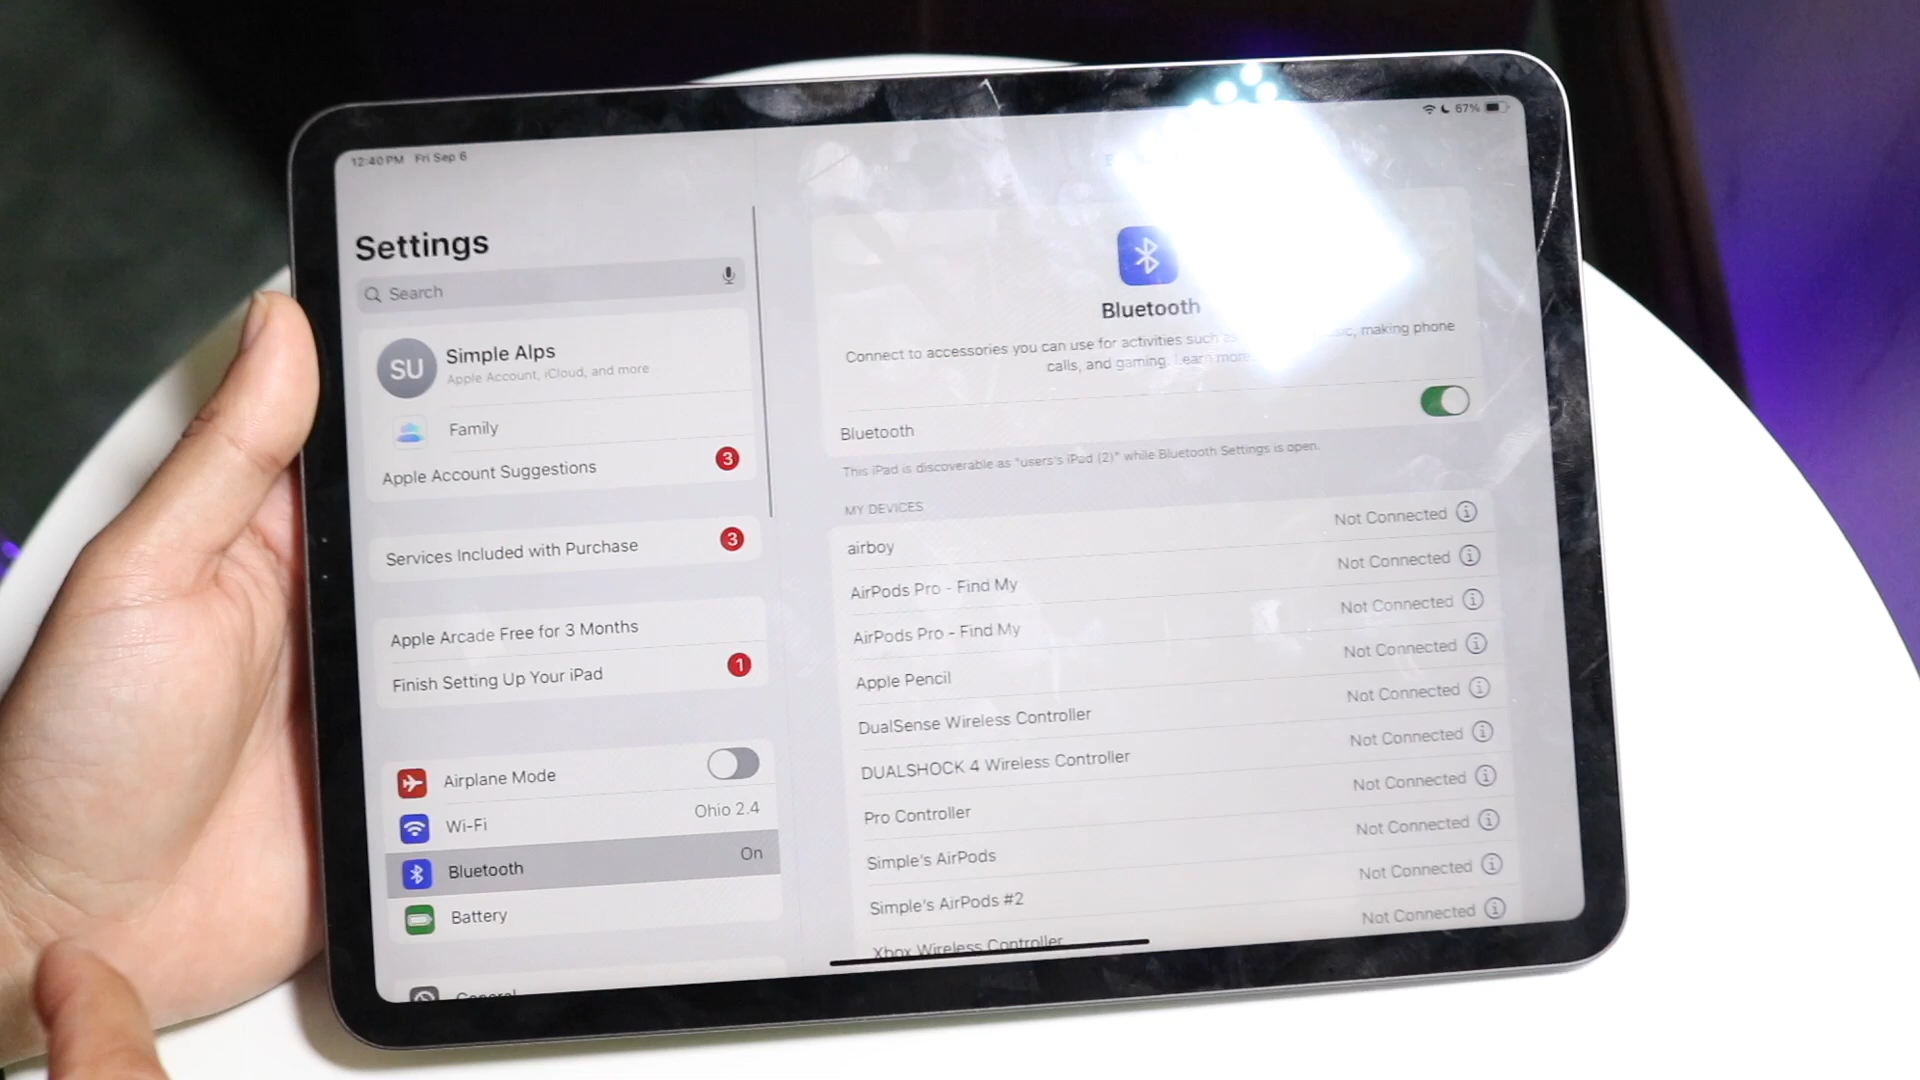 12:40 PM Fri Sep 6
67%
Settings
Search
SU
Simple Alps
Apple Account, iCloud, and more
Family
Apple Account Suggestions 3
Services Included with Purchase 3
Apple Arcade Free for 3 Months
Finish Setting Up Your iPad 1
Airplane Mode
Wi-Fi Ohio 2.4
Bluetooth On
Battery
General
Bluetooth
Connect to accessories you can use for activities such as making phone
calls, and gaming. Learn more
Bluetooth
This iPad is discoverable as "users's iPad (2)" while Bluetooth Settings is open.
MY DEVICES
airboy Not Connected
AirPods Pro - Find My Not Connected
AirPods Pro - Find My Not Connected
Apple Pencil Not Connected
DualSense Wireless Controller Not Connected
DUALSHOCK 4 Wireless Controller Not Connected
Pro Controller Not Connected
Simple's AirPods Not Connected
Simple's AirPods #2 Not Connected
Xbox Wireless Controller Not Connected